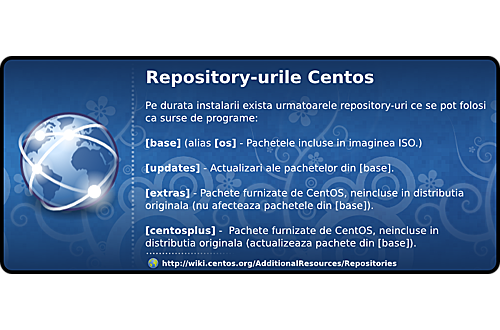 Repository-urile Centos
Pe durata instalarii exista urmatoarele repository-uri ce se pot folosi
ca surse de programe:
[base] (alias [os] - Pachetele incluse in imaginea ISO.)
[updates] - Actualizari ale pachetelor din [base].
[extras] - Pachete furnizate de CentOS, neincluse in distributia
originala (nu afecteaza pachetele din [base]).
[centosplus] - Pachete furnizate de CentOS, neincluse in
distributia originala (actualizeaza pachete din [base]).
http://wiki.centos.org/AdditionalResources/Repositories